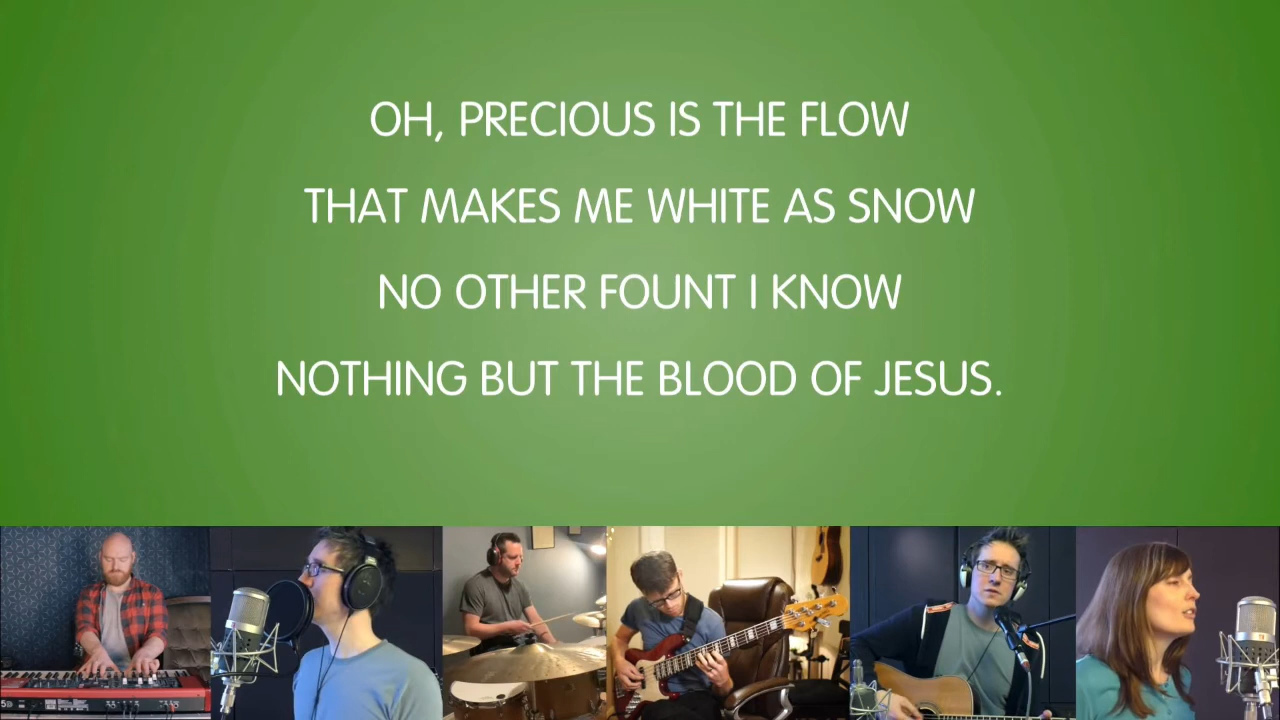 OH, PRECIOUS IS THE FLOW
THAT MAKES ME WHITE AS SNOW
NO OTHER FOUNT I KNOW
NOTHING BUT THE BLOOD OF JESUS.